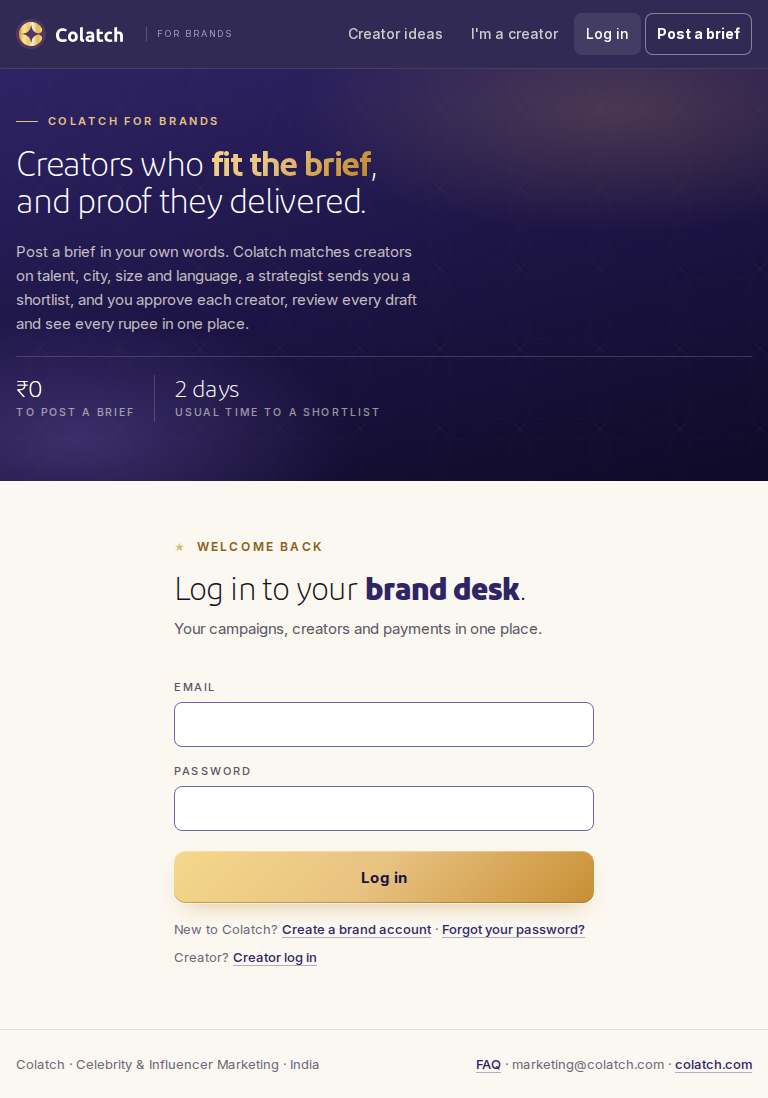 Colatch
FOR BRANDS
Creator ideas
I'm a creator
Log in
Post a brief
COLATCH FOR BRANDS
Creators who fit the brief,
and proof they delivered.
Post a brief in your own words. Colatch matches creators
on talent, city, size and language, a strategist sends you a
shortlist, and you approve each creator, review every draft
and see every rupee in one place.
₹0
TO POST A BRIEF
2 days
USUAL TIME TO A SHORTLIST
★ WELCOME BACK
Log in to your brand desk.
Your campaigns, creators and payments in one place.
EMAIL
PASSWORD
Log in
New to Colatch? Create a brand account · Forgot your password?
Creator? Creator log in
Colatch · Celebrity & Influencer Marketing · India
FAQ · marketing@colatch.com · colatch.com